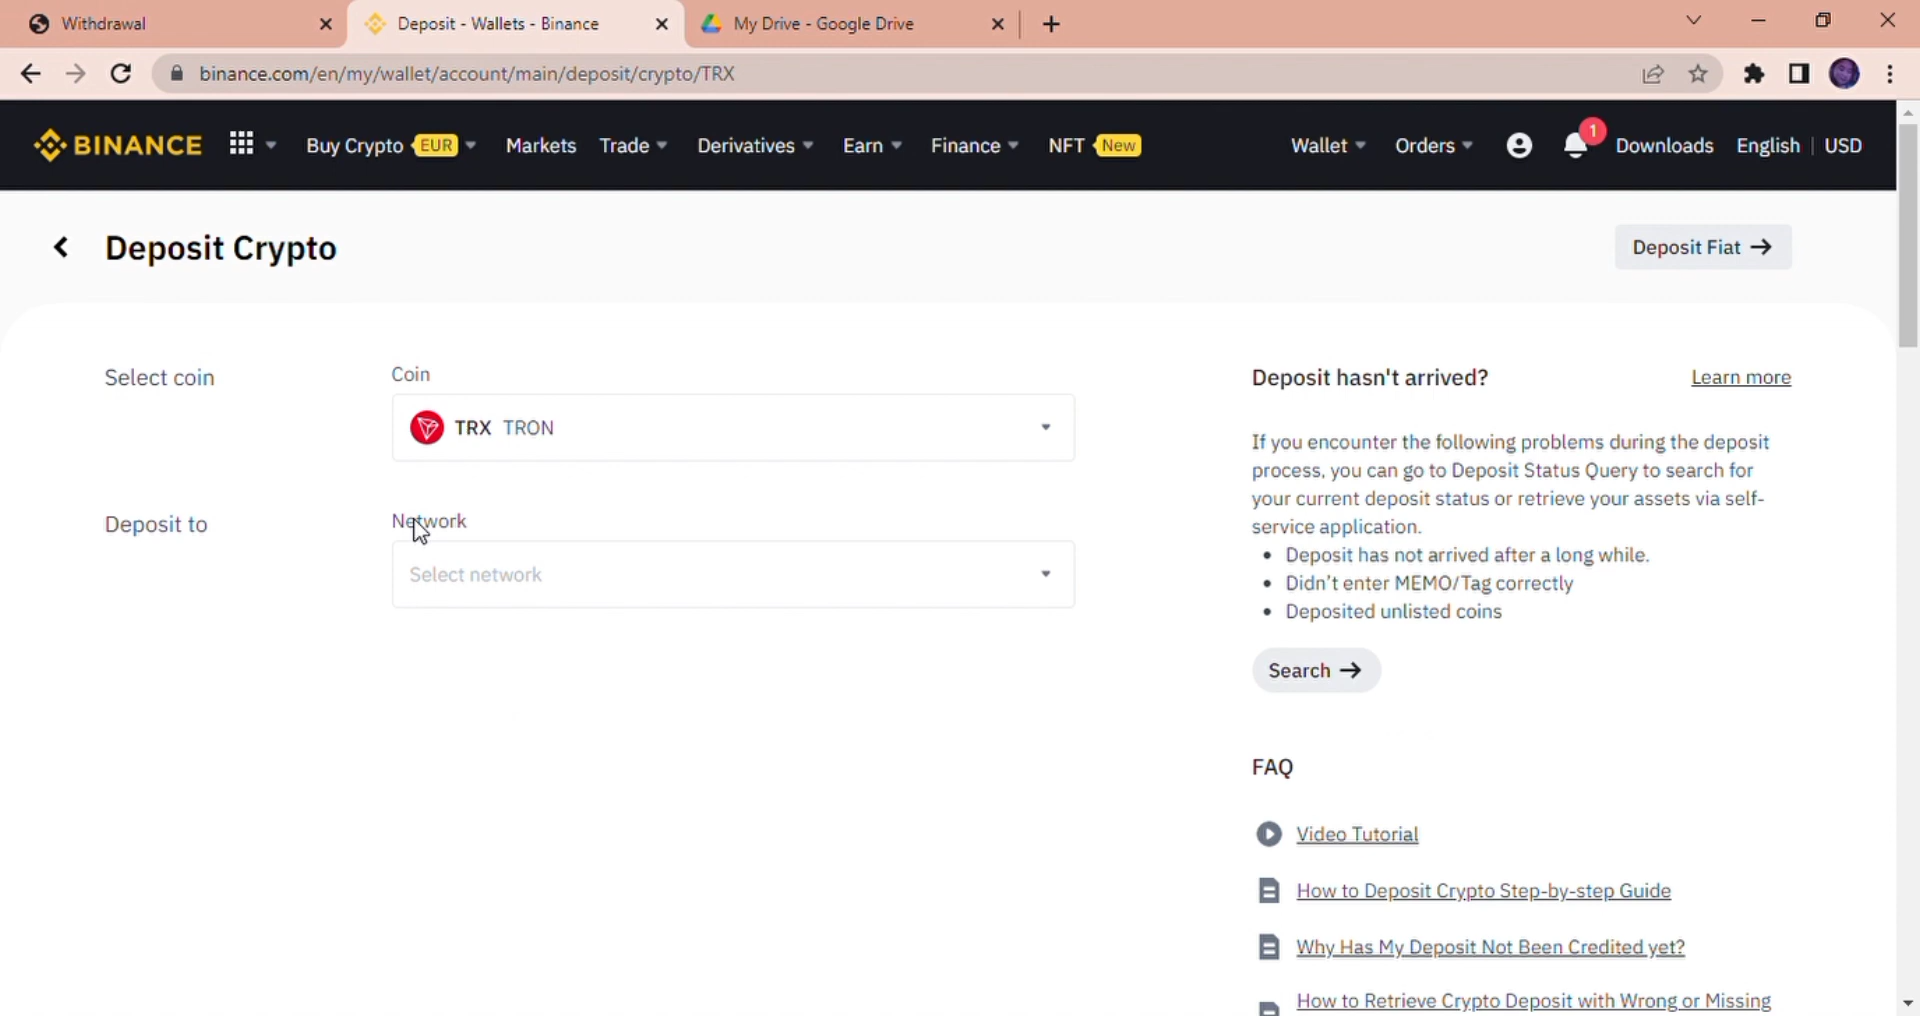 Withdrawal
Deposit - Wallets - Binance
My Drive - Google Drive
binance.com/en/my/wallet/account/main/deposit/crypto/TRX
BINANCE
Buy Crypto EUR
Markets
Trade
Derivatives
Earn
Finance
NFT New
Wallet
Orders
1
Downloads
English | USD
Deposit Crypto
Deposit Fiat →
Select coin
Coin
TRX TRON
Deposit to
Network
Select network
Deposit hasn't arrived?
Learn more
If you encounter the following problems during the deposit
process, you can go to Deposit Status Query to search for
your current deposit status or retrieve your assets via self-
service application.
• Deposit has not arrived after a long while.
• Didn't enter MEMO/Tag correctly
• Deposited unlisted coins
Search →
FAQ
Video Tutorial
How to Deposit Crypto Step-by-step Guide
Why Has My Deposit Not Been Credited yet?
How to Retrieve Crypto Deposit with Wrong or Missing